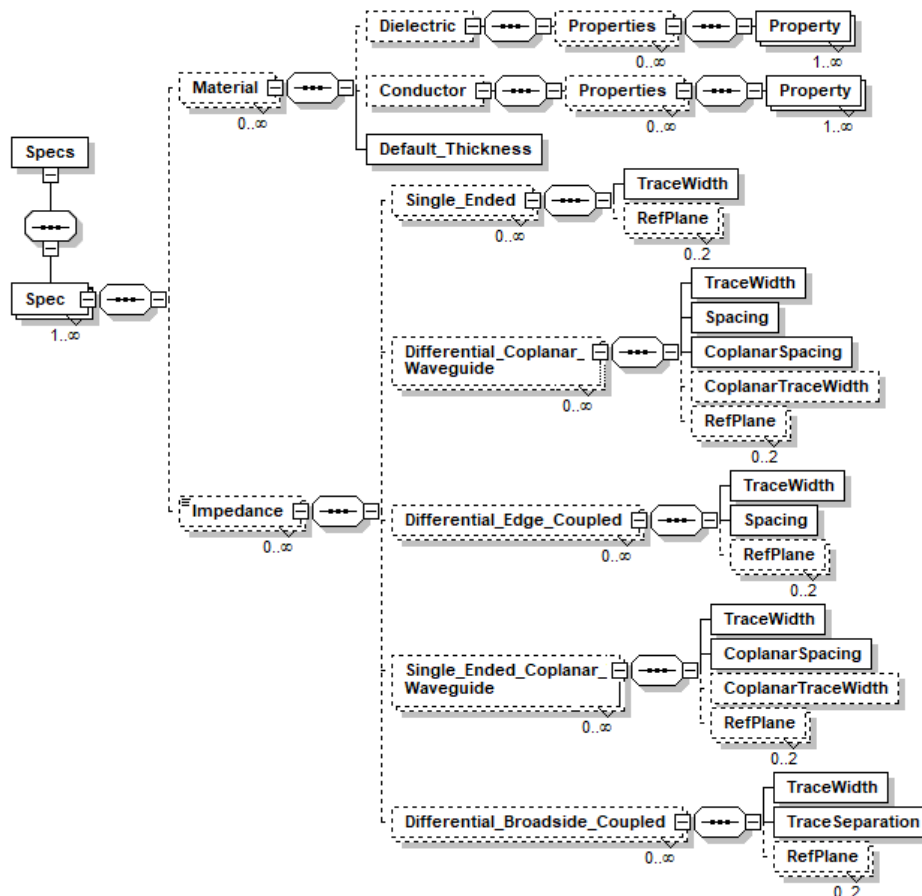 Specs
Spec
1..∞
Material
0..∞
Dielectric
Properties
0..∞
Property
1..∞
Conductor
Properties
0..∞
Property
1..∞
Default_Thickness
Impedance
0..∞
Single_Ended
0..∞
TraceWidth
RefPlane
0..2
Differential_Coplanar_
Waveguide
0..∞
TraceWidth
Spacing
CoplanarSpacing
CoplanarTraceWidth
RefPlane
0..2
Differential_Edge_Coupled
0..∞
TraceWidth
Spacing
RefPlane
0..2
Single_Ended_Coplanar_
Waveguide
0..∞
TraceWidth
CoplanarSpacing
CoplanarTraceWidth
RefPlane
0..2
Differential_Broadside_Coupled
0..∞
TraceWidth
TraceSeparation
RefPlane
0..2